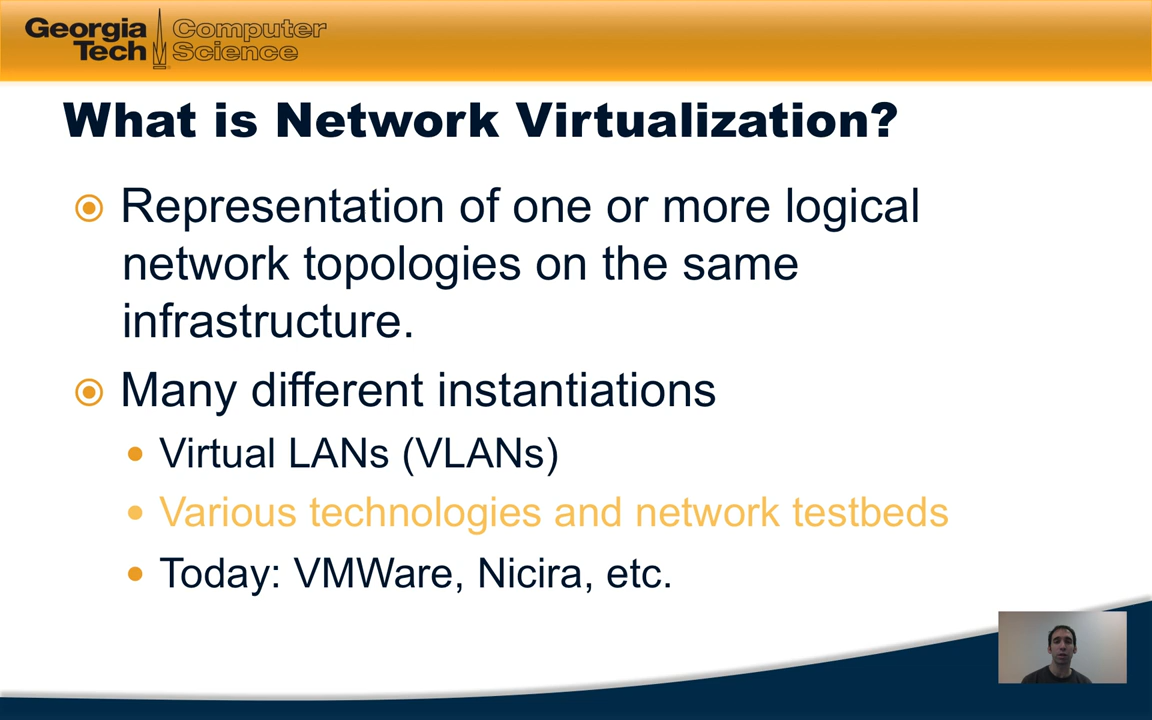 Georgia Tech
Computer Science
What is Network Virtualization?
Representation of one or more logical
network topologies on the same
infrastructure.
Many different instantiations
Virtual LANs (VLANs)
Various technologies and network testbeds
Today: VMWare, Nicira, etc.